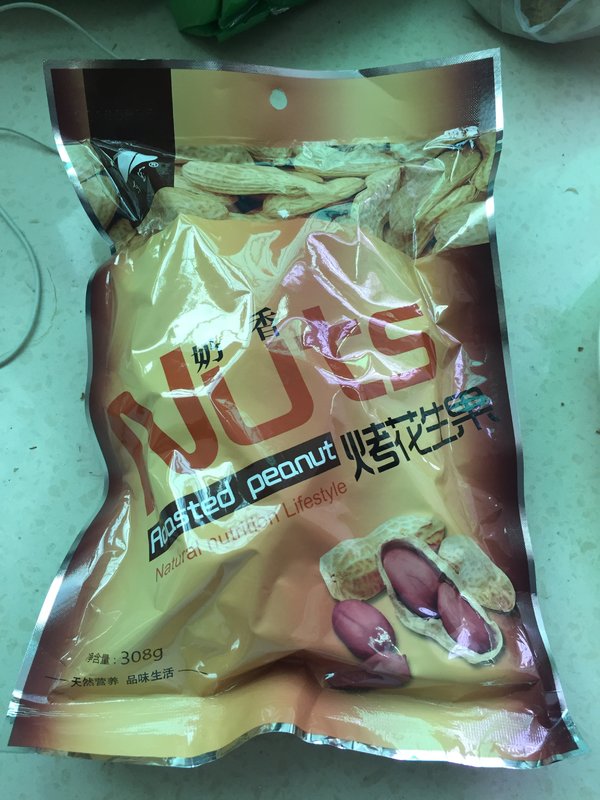 奶香
Nuts
Roasted peanut 烤花生果
Natural nutrition Lifestyle
净含量：308g
天然营养 品味生活